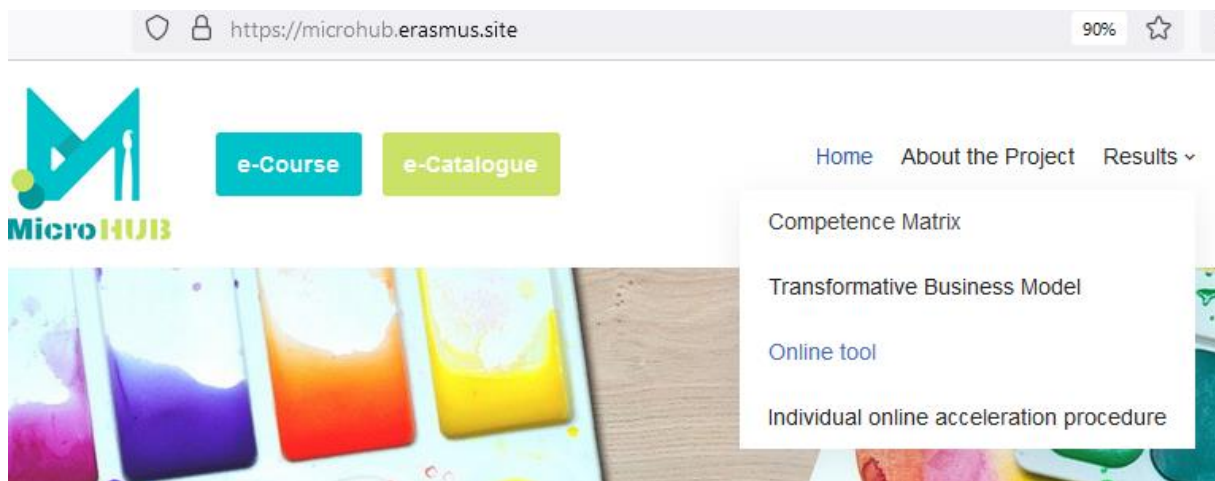 https://microhub.erasmus.site
90%
e-Course
e-Catalogue
Home
About the Project
Results
MicroHUB
Competence Matrix
Transformative Business Model
Online tool
Individual online acceleration procedure